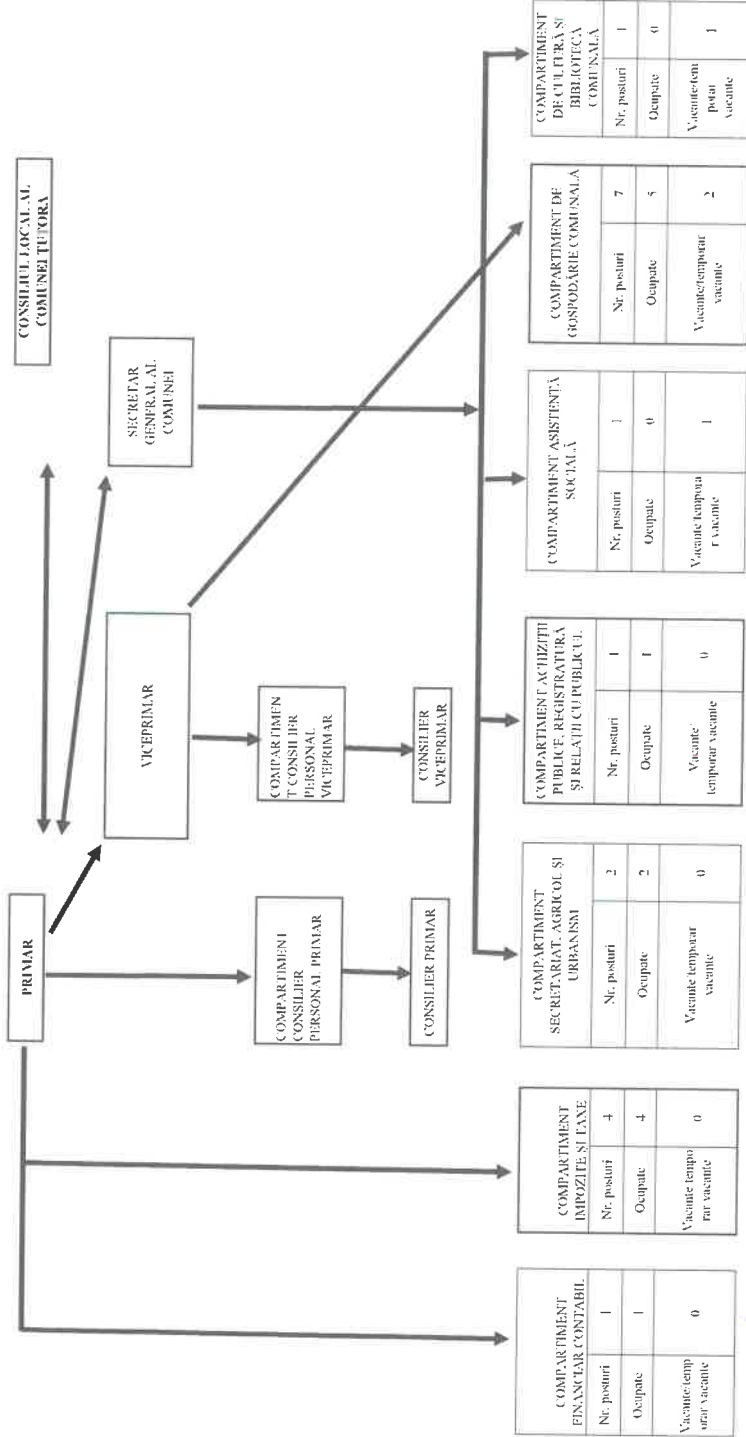 CONSILIUL LOCAL AL
COMUNEI ȚUTORA
PRIMAR
VICEPRIMAR
SECRETAR
GENERAL AL
COMUNEI
COMPARTIMENT
CONSILIER
PERSONAL PRIMAR
COMPARTIMEN
T CONSILIER
PERSONAL
VICEPRIMAR
CONSILIER PRIMAR
CONSILIER
VICEPRIMAR
COMPARTIMENT
FINANCIAR CONTABIL
Nr. posturi 1
Ocupate 1
Vacante/temp
orar vacante 0
COMPARTIMENT
IMPOZITE ȘI TAXE
Nr. posturi 4
Ocupate 4
Vacante/tempo
rar vacante 0
COMPARTIMENT
SECRETARIAT, AGRICOL ȘI
URBANISM
Nr. posturi 2
Ocupate 2
Vacante/temporar
vacante 0
COMPARTIMENT ACHIZIȚII
PUBLICE, REGISTRATURĂ
ȘI RELAȚII CU PUBLICUL
Nr. posturi 1
Ocupate 1
Vacante/
temporar vacante 0
COMPARTIMENT ASISTENȚĂ
SOCIALĂ
Nr. posturi 1
Ocupate 0
Vacante/tempora
r vacante 1
COMPARTIMENT DE
GOSPODĂRIE COMUNALĂ
Nr. posturi 7
Ocupate 5
Vacante/temporar
vacante 2
COMPARTIMENT
DE CULTURĂ ȘI
BIBLIOTECA
COMUNALĂ
Nr. posturi 1
Ocupate 0
Vacante/tem
porar
vacante 1